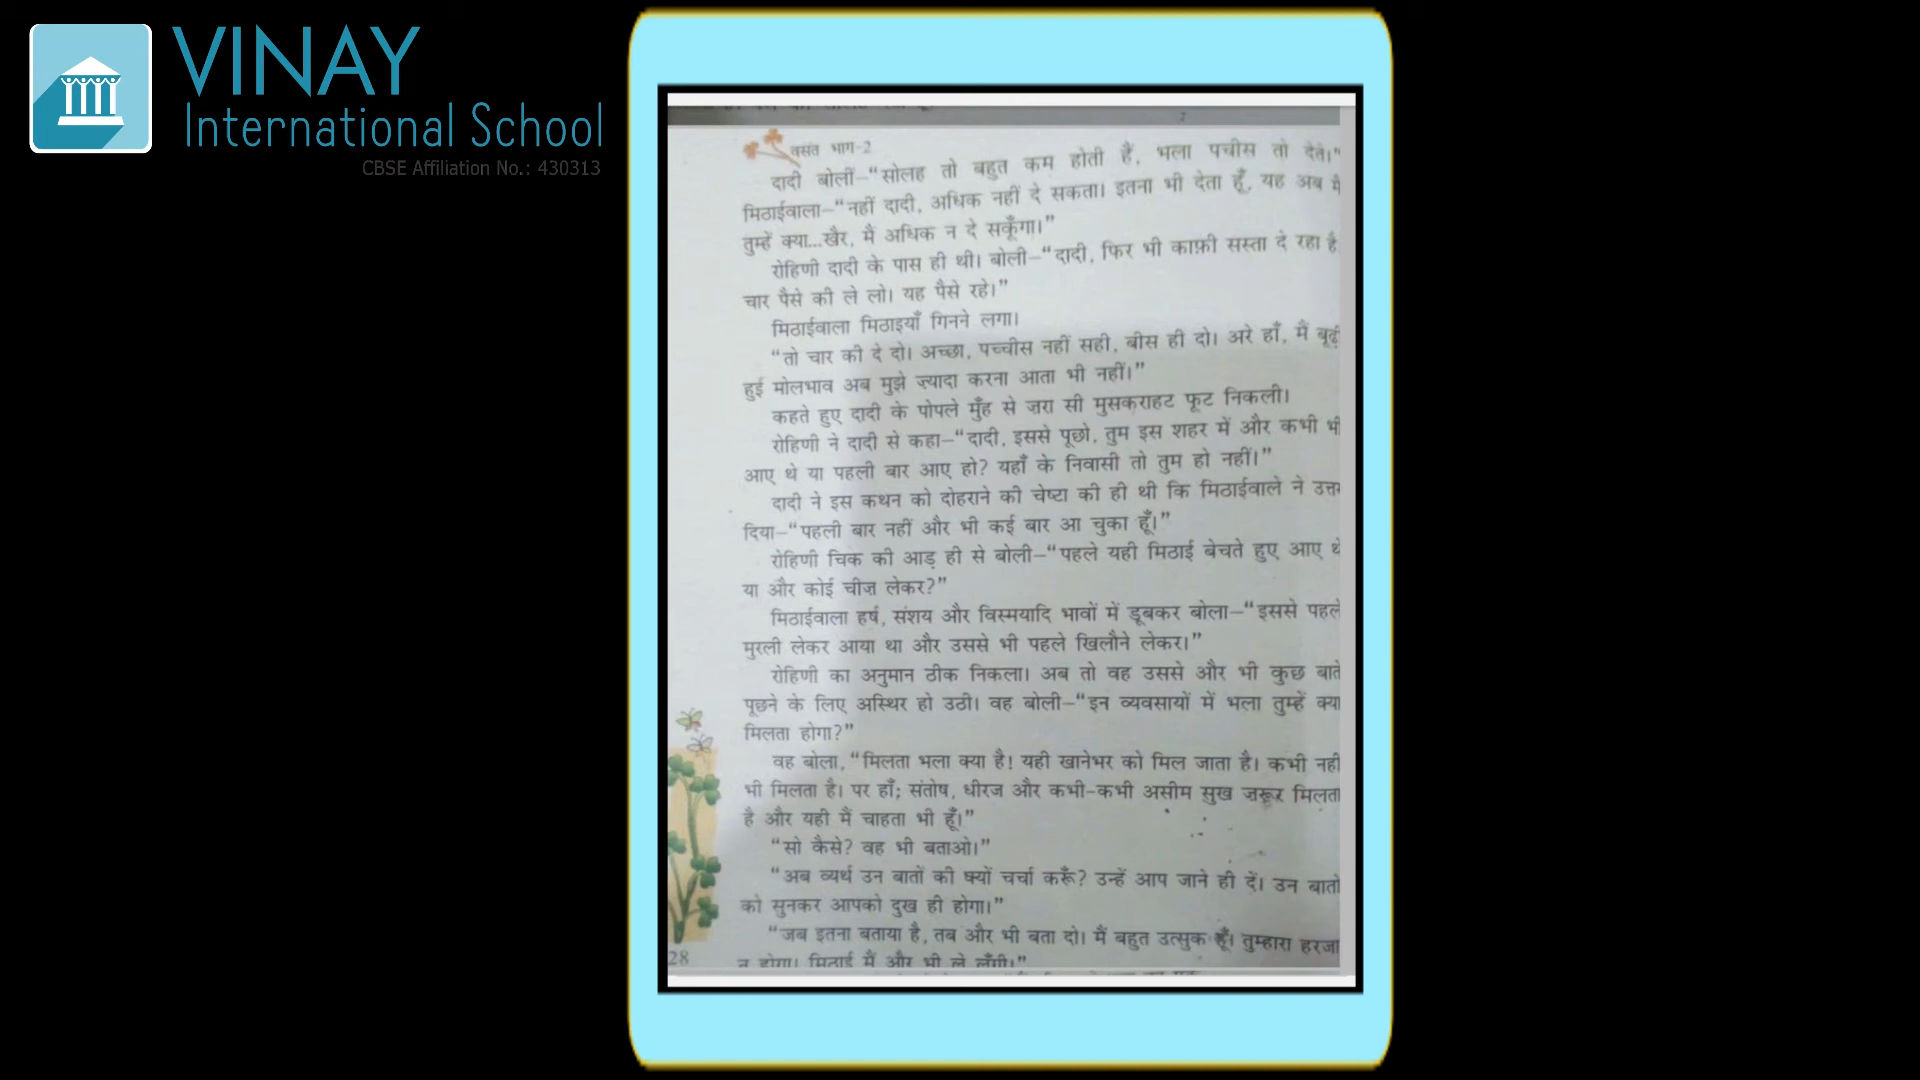 VINAY
International School
CBSE Affiliation No.: 430313
वसंत भाग-2
दादी बोलीं–“सोलह तो बहुत कम होती हैं, भला पचीस तो देते।”
मिठाईवाला–“नहीं दादी, अधिक नहीं दे सकता। इतना भी देता हूँ, यह अब मैं
तुम्हें क्या...खैर, मैं अधिक न दे सकूँगा।”
रोहिणी दादी के पास ही थी। बोली–“दादी, फिर भी काफ़ी सस्ता दे रहा है
चार पैसे की ले लो। यह पैसे रहे।”
मिठाईवाला मिठाइयाँ गिनने लगा।
“तो चार की दे दो। अच्छा, पच्चीस नहीं सही, बीस ही दो। अरे हाँ, मैं बूढ़ी
हुई मोलभाव अब मुझे ज़्यादा करना आता भी नहीं।”
कहते हुए दादी के पोपले मुँह से ज़रा सी मुसकराहट फूट निकली।
रोहिणी ने दादी से कहा–“दादी, इससे पूछो, तुम इस शहर में और कभी भी
आए थे या पहली बार आए हो? यहाँ के निवासी तो तुम हो नहीं।”
दादी ने इस कथन को दोहराने की चेष्टा की ही थी कि मिठाईवाले ने
दिया–“पहली बार नहीं और भी कई बार आ चुका हूँ।”
रोहिणी चिक की आड़ ही से बोली–“पहले यही मिठाई बेचते हुए आए थे
या और कोई चीज़ लेकर?”
मिठाईवाला हर्ष, संशय और विस्मयादि भावों में डूबकर बोला–“इससे पहले
मुरली लेकर आया था और उससे भी पहले खिलौने लेकर।”
रोहिणी का अनुमान ठीक निकला। अब तो वह उससे और भी कुछ बातें
पूछने के लिए अस्थिर हो उठी। वह बोली–“इन व्यवसायों में भला तुम्हें क्या
मिलता होगा?”
वह बोला, “मिलता भला क्या है! यही खानेभर को मिल जाता है। कभी नहीं
भी मिलता है। पर हाँ; संतोष, धीरज और कभी-कभी असीम सुख ज़रूर मिलता
है और यही मैं चाहता भी हूँ।”
“सो कैसे? वह भी बताओ।”
“अब व्यर्थ उन बातों की क्यों चर्चा करूँ? उन्हें आप जाने ही दें। उन बातों
को सुनकर आपको दुख ही होगा।”
“जब इतना बताया है, तब और भी बता दो। मैं बहुत उत्सुक हूँ। तुम्हारा हरजा
न होगा। मिठाई मैं और भी ले लूँगी।”
28